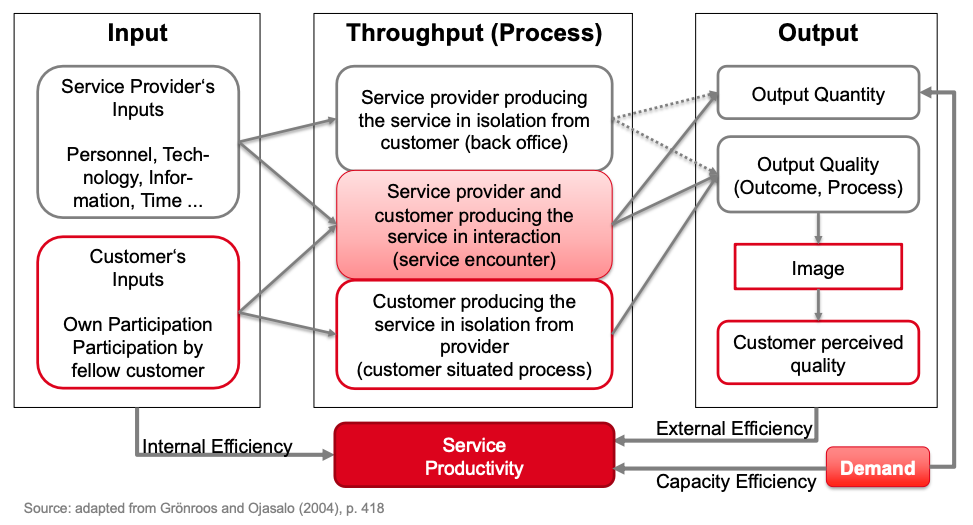 Input
Service Provider‘s
Inputs
Personnel, Tech-
nology, Infor-
mation, Time ...
Customer‘s
Inputs
Own Participation
Participation by
fellow customer
Throughput (Process)
Service provider producing
the service in isolation from
customer (back office)
Service provider and
customer producing the
service in interaction
(service encounter)
Customer producing the
service in isolation from
provider
(customer situated process)
Output
Output Quantity
Output Quality
(Outcome, Process)
Image
Customer perceived
quality
Internal Efficiency
Service
Productivity
External Efficiency
Capacity Efficiency
Demand
Source: adapted from Grönroos and Ojasalo (2004), p. 418